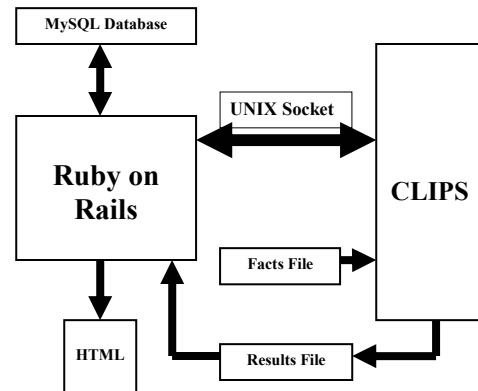 MySQL Database
UNIX Socket
Ruby on
Rails
CLIPS
Facts File
HTML
Results File